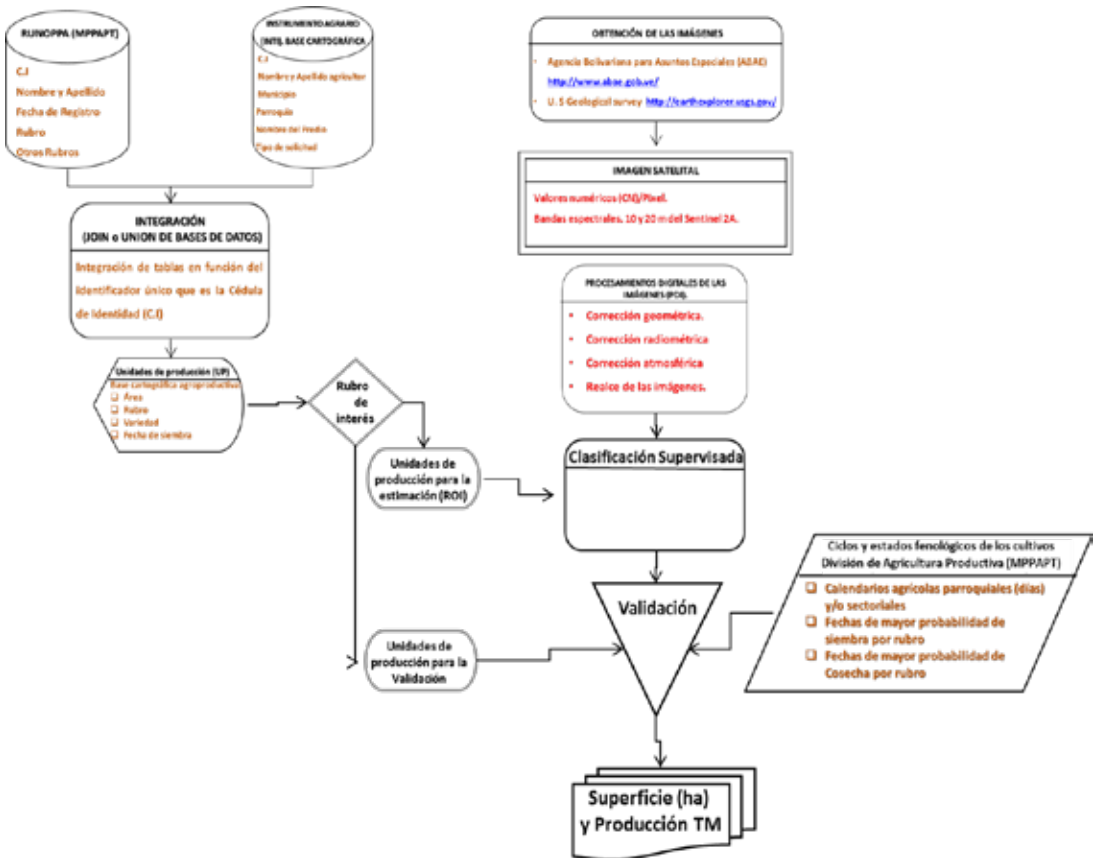 RUNOPPA (MPPAPT)
C.I
Nombre y Apellido
Fecha de Registro
Rubro
Otros Rubros
INSTRUMENTO AGRARIO
(INTI). BASE CARTOGRÁFICA
C.I
Nombre y Apellido agricultor
Municipio
Parroquia
Nombre del Predio
Tipo de solicitud
INTEGRACIÓN
(JOIN o UNION DE BASES DE DATOS)
Integración de tablas en función del
identificador único que es la Cédula
de Identidad (C.I)
Unidades de producción (UP)
Base cartográfica agroproductiva
Área
Rubro
Variedad
Fecha de siembra
Rubro
de
interés
Unidades de
producción para la
estimación (ROI)
Unidades de
producción para la
Validación
OBTENCIÓN DE LAS IMÁGENES
• Agencia Bolivariana para Asuntos Espaciales (ABAE)
http://www.abae.gob.ve/
• U. S Geological survey http://earthexplorer.usgs.gov/
IMAGEN SATELITAL
Valores numéricos (CN)/Pixel.
Bandas espectrales. 10 y 20 m del Sentinel 2A.
PROCESAMIENTOS DIGITALES DE LAS
IMÁGENES (PDI).
• Corrección geométrica.
• Corrección radiométrica
• Corrección atmosférica
• Realce de las imágenes.
Clasificación Supervisada
Validación
Ciclos y estados fenológicos de los cultivos
División de Agricultura Productiva (MPPAPT)
Calendarios agrícolas parroquiales (días)
y/o sectoriales
Fechas de mayor probabilidad de
siembra por rubro
Fechas de mayor probabilidad de
Cosecha por rubro
Superficie (ha)
y Producción TM